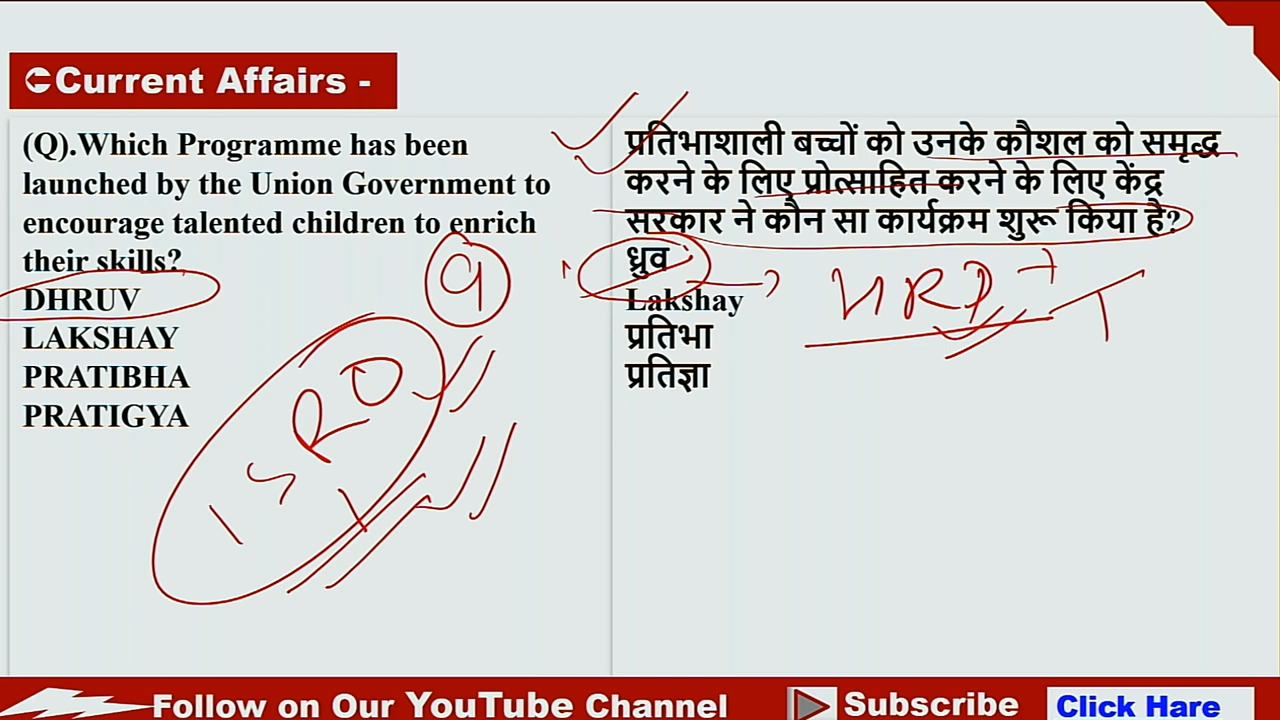 Current Affairs -
(Q).Which Programme has been
launched by the Union Government to
encourage talented children to enrich
their skills?
DHRUV
LAKSHAY
PRATIBHA
PRATIGYA
9
ISRO
प्रतिभाशाली बच्चों को उनके कौशल को समृद्ध
करने के लिए प्रोत्साहित करने के लिए केंद्र
सरकार ने कौन सा कार्यक्रम शुरू किया है?
ध्रुव
Lakshay
प्रतिभा
प्रतिज्ञा
Follow on Our YouTube Channel
Subscribe
Click Hare